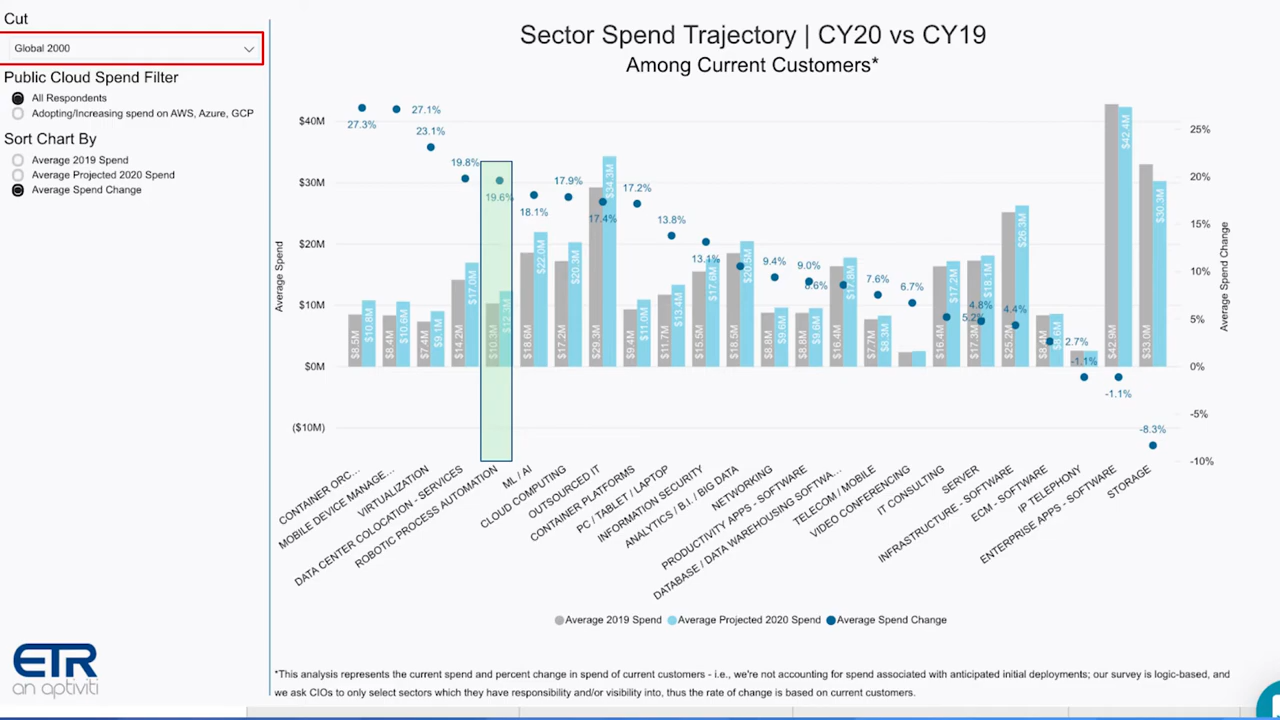 Cut
Global 2000
Public Cloud Spend Filter
All Respondents
Adopting/Increasing spend on AWS, Azure, GCP
Sort Chart By
Average 2019 Spend
Average Projected 2020 Spend
Average Spend Change
Sector Spend Trajectory | CY20 vs CY19
Among Current Customers*
Average Spend
$40M
$30M
$20M
$10M
$0M
($10M)
27.3%
27.1%
23.1%
19.8%
19.6%
18.1%
17.9%
17.4%
17.2%
13.8%
13.1%
9.4%
9.0%
8.6%
7.6%
6.7%
5.2%
4.8%
4.4%
2.7%
-1.1%
-1.1%
-8.3%
$8.5M
$10.8M
$8.4M
$10.6M
$7.4M
$9.1M
$14.2M
$17.0M
$10.3M
$12.3M
$18.6M
$22.0M
$17.2M
$20.3M
$29.3M
$34.3M
$9.4M
$11.0M
$11.7M
$13.4M
$15.5M
$17.6M
$18.5M
$20.5M
$8.8M
$9.6M
$8.8M
$9.6M
$16.4M
$17.8M
$7.7M
$8.3M
$16.4M
$17.2M
$17.3M
$18.1M
$25.2M
$26.3M
$8.6M
$42.9M
$42.4M
$33.0M
$30.3M
25%
20%
15%
10%
5%
0%
-5%
-10%
Average Spend Change
CONTAINER ORC...
MOBILE DEVICE MANAGE...
VIRTUALIZATION
DATA CENTER COLOCATION - SERVICES
ROBOTIC PROCESS AUTOMATION
ML / AI
CLOUD COMPUTING
OUTSOURCED IT
CONTAINER PLATFORMS
PC / TABLET / LAPTOP
INFORMATION SECURITY
ANALYTICS / B.I. / BIG DATA
NETWORKING
PRODUCTIVITY APPS - SOFTWARE
DATABASE / DATA WAREHOUSING SOFTWA...
TELECOM / MOBILE
VIDEO CONFERENCING
IT CONSULTING
SERVER
INFRASTRUCTURE - SOFTWARE
ECM - SOFTWARE
IP TELEPHONY
ENTERPRISE APPS - SOFTWARE
STORAGE
Average 2019 Spend Average Projected 2020 Spend Average Spend Change
ETR
an aptiviti
*This analysis represents the current spend and percent change in spend of current customers - i.e., we're not accounting for spend associated with anticipated initial deployments; our survey is logic-based, and
we ask CIOs to only select sectors which they have responsibility and/or visibility into, thus the rate of change is based on current customers.